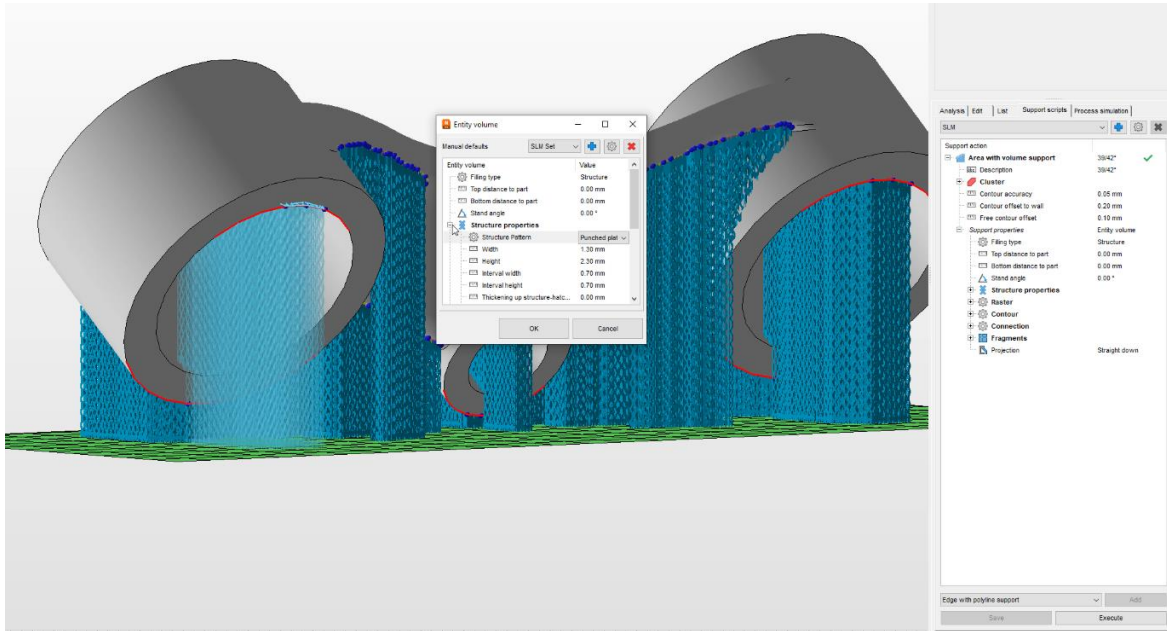 Entity volume
Manual defaults SLM Set
Entity volume Value
Filling type Structure
Top distance to part 0.00 mm
Bottom distance to part 0.00 mm
Stand angle 0.00 °
Structure properties
Structure Pattern Punched plat
Width 1.30 mm
Height 2.30 mm
Interval width 0.70 mm
Interval height 0.70 mm
Thickening up structure-hatc... 0.00 mm
OK Cancel
Analysis Edit List Support scripts Process simulation
SLM
Support action
Area with volume support 39/42°
Description 39/42°
Cluster
Contour accuracy 0.05 mm
Contour offset to wall 0.20 mm
Free contour offset 0.10 mm
Support properties Entity volume
Filling type Structure
Top distance to part 0.00 mm
Bottom distance to part 0.00 mm
Stand angle 0.00 °
Structure properties
Raster
Contour
Connection
Fragments
Projection Straight down
Edge with polyline support Add
Save Execute